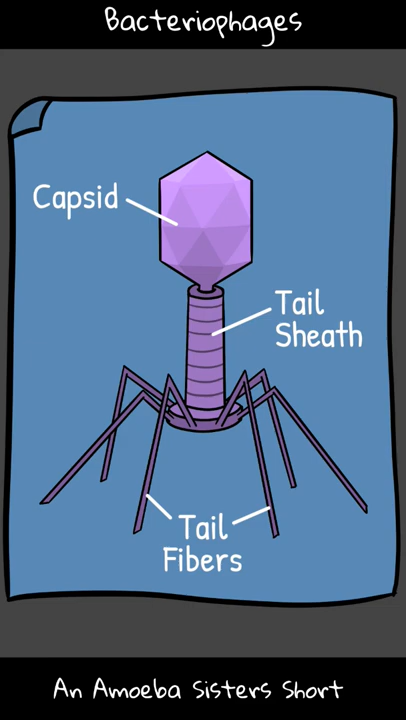 Bacteriophages
Capsid
Tail
Sheath
Tail
Fibers
An Amoeba Sisters Short